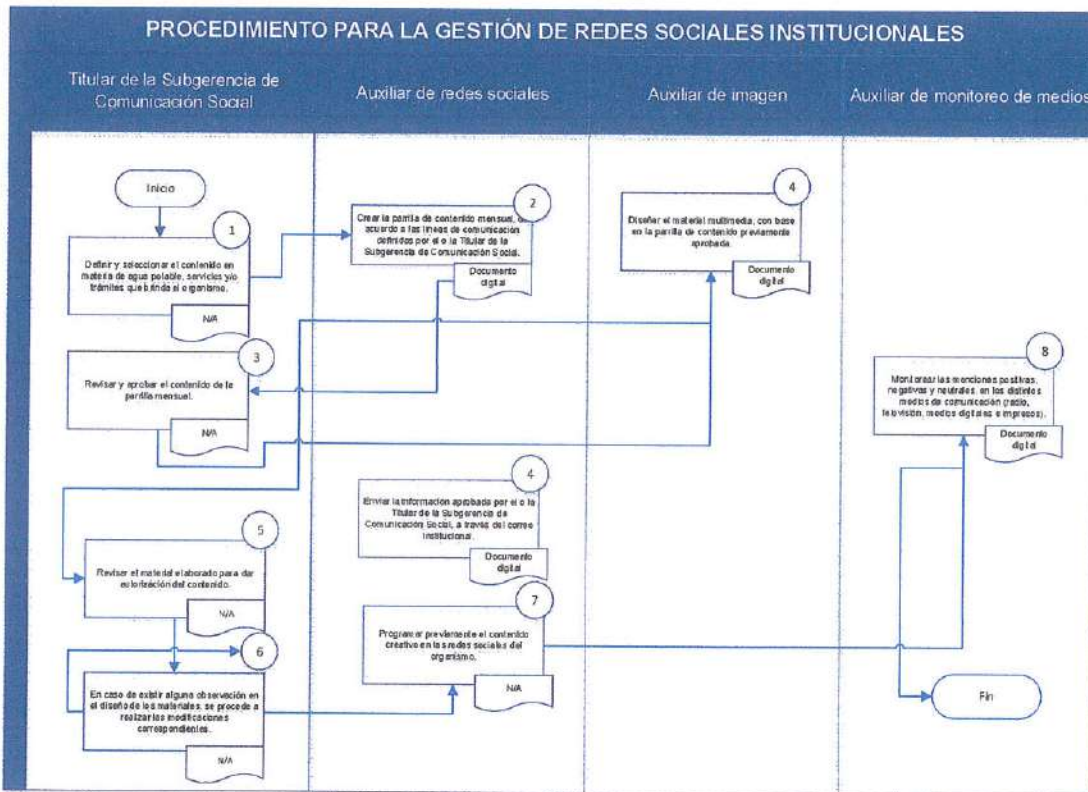 PROCEDIMIENTO PARA LA GESTIÓN DE REDES SOCIALES INSTITUCIONALES
Titular de la Subgerencia de
Comunicación Social
Auxiliar de redes sociales
Auxiliar de imagen
Auxiliar de monitoreo de medios
Inicio
1
Definir y seleccionar el contenido en
materia de agua potable, servicios y/o
trámites que brinda el organismo.
N/A
2
Crear la parrilla de contenido mensual, de
acuerdo a las líneas de comunicación
definidas por el o la Titular de la
Subgerencia de Comunicación Social.
Documento
digital
4
Diseñar el material multimedia, con base
en la parrilla de contenido previamente
aprobada.
Documento
digital
3
Revisar y aprobar el contenido de la
parrilla mensual.
N/A
8
Monitorear las menciones positivas,
negativas y neutrales, en los distintos
medios de comunicación (radio,
televisión, medios digitales e impresos).
Documento
digital
4
Enviar la información aprobada por el o la
Titular de la Subgerencia de
Comunicación Social, a través del correo
institucional.
Documento
digital
5
Revisar el material elaborado para dar
autorización del contenido.
N/A
7
Programar previamente el contenido
creativo en las redes sociales del
organismo.
N/A
6
En caso de existir alguna observación en
el diseño de los materiales, se procede a
realizar las modificaciones
correspondientes.
N/A
Fin